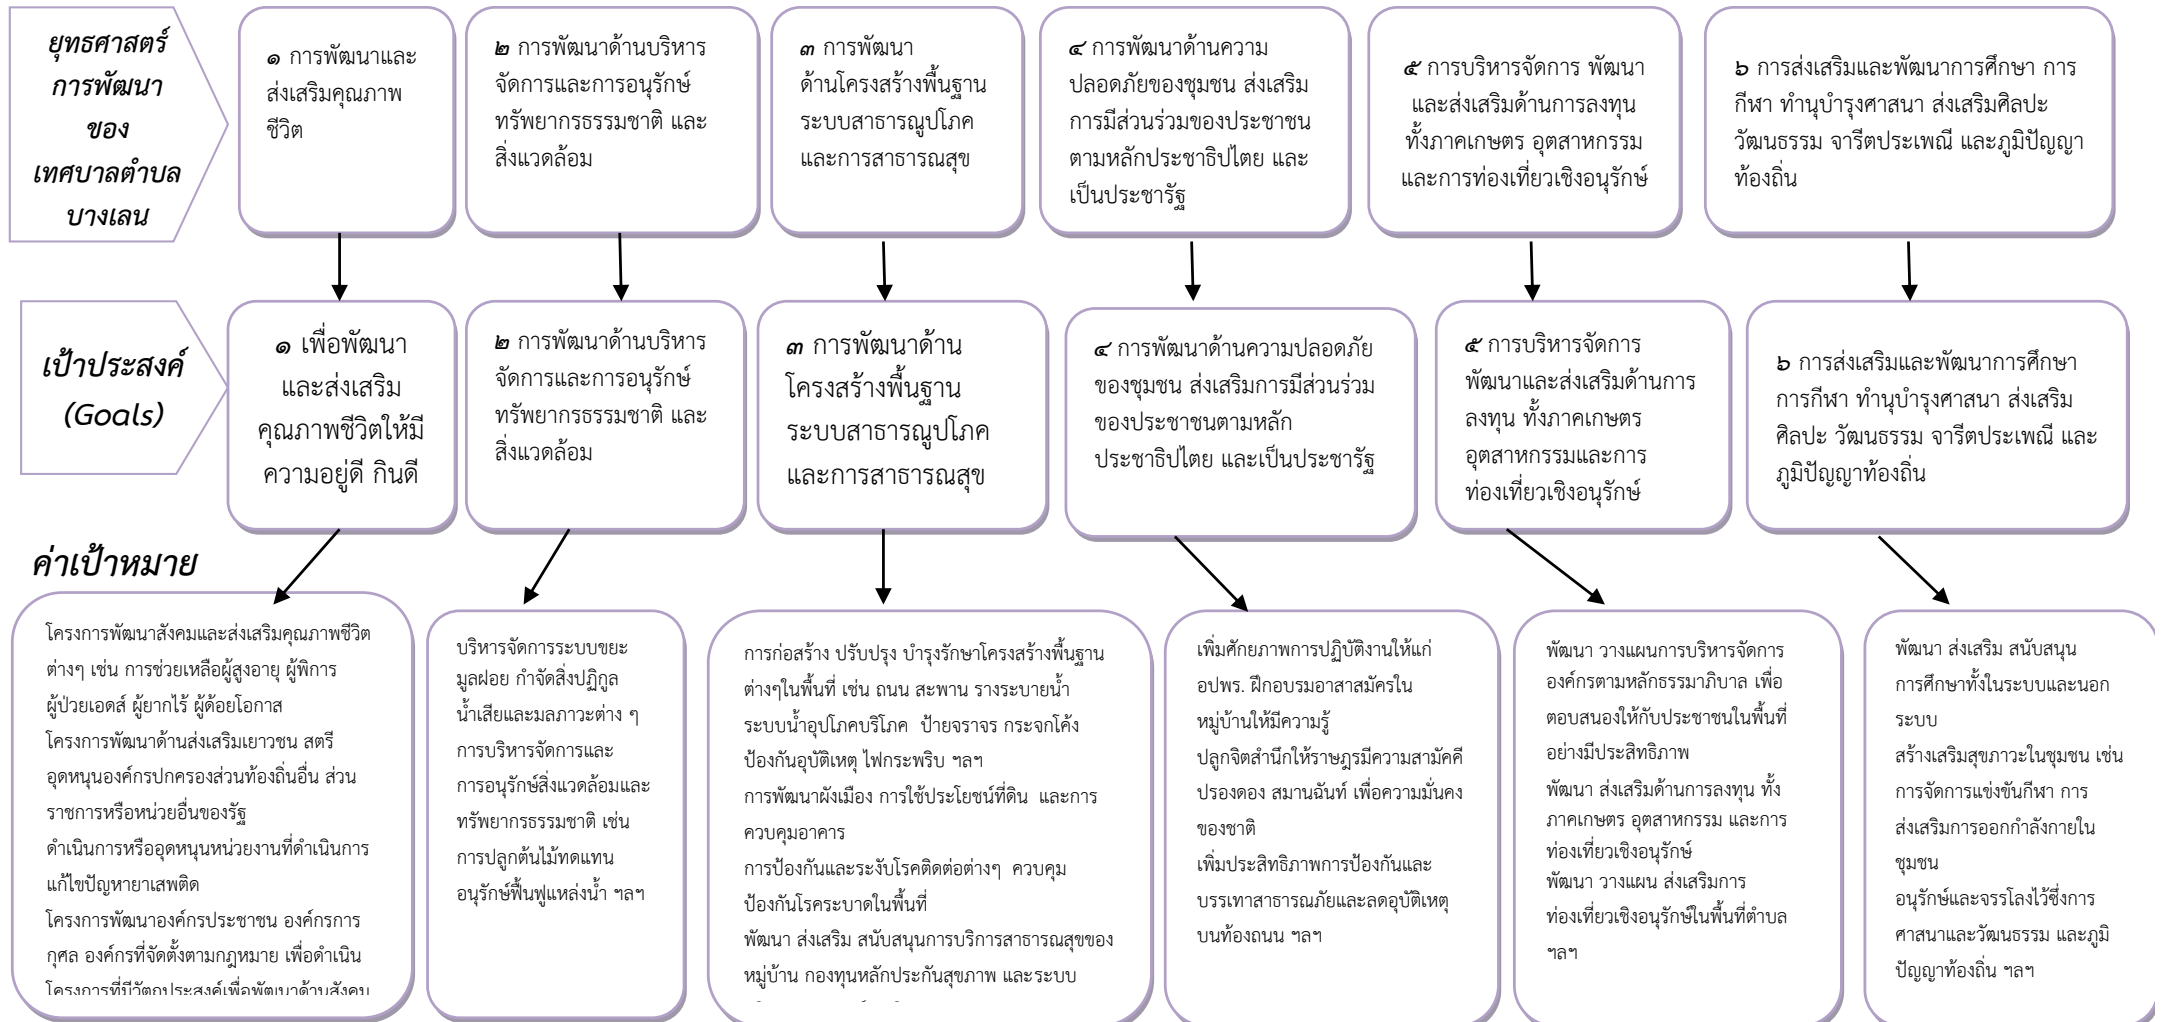 ยุทธศาสตร์
การพัฒนา
ของ
เทศบาลตำบล
บางเลน
๑ การพัฒนาและ
ส่งเสริมคุณภาพ
ชีวิต
๒ การพัฒนาด้านบริหาร
จัดการและการอนุรักษ์
ทรัพยากรธรรมชาติ และ
สิ่งแวดล้อม
๓ การพัฒนา
ด้านโครงสร้างพื้นฐาน
ระบบสาธารณูปโภค
และการสาธารณสุข
๔ การพัฒนาด้านความ
ปลอดภัยของชุมชน ส่งเสริม
การมีส่วนร่วมของประชาชน
ตามหลักประชาธิปไตย และ
เป็นประชารัฐ
๕ การบริหารจัดการ พัฒนา
และส่งเสริมด้านการลงทุน
ทั้งภาคเกษตร อุตสาหกรรม
และการท่องเที่ยวเชิงอนุรักษ์
๖ การส่งเสริมและพัฒนาการศึกษา การ
กีฬา ทำนุบำรุงศาสนา ส่งเสริมศิลปะ
วัฒนธรรม จารีตประเพณี และภูมิปัญญา
ท้องถิ่น
เป้าประสงค์
(Goals)
๑ เพื่อพัฒนา
และส่งเสริม
คุณภาพชีวิตให้มี
ความอยู่ดี กินดี
๒ การพัฒนาด้านบริหาร
จัดการและการอนุรักษ์
ทรัพยากรธรรมชาติ และ
สิ่งแวดล้อม
๓ การพัฒนาด้าน
โครงสร้างพื้นฐาน
ระบบสาธารณูปโภค
และการสาธารณสุข
๔ การพัฒนาด้านความปลอดภัย
ของชุมชน ส่งเสริมการมีส่วนร่วม
ของประชาชนตามหลัก
ประชาธิปไตย และเป็นประชารัฐ
๕ การบริหารจัดการ
พัฒนาและส่งเสริมด้านการ
ลงทุน ทั้งภาคเกษตร
อุตสาหกรรมและการ
ท่องเที่ยวเชิงอนุรักษ์
๖ การส่งเสริมและพัฒนาการศึกษา
การกีฬา ทำนุบำรุงศาสนา ส่งเสริม
ศิลปะ วัฒนธรรม จารีตประเพณี และ
ภูมิปัญญาท้องถิ่น
ค่าเป้าหมาย
โครงการพัฒนาสังคมและส่งเสริมคุณภาพชีวิต
ต่างๆ เช่น การช่วยเหลือผู้สูงอายุ ผู้พิการ
ผู้ป่วยเอดส์ ผู้ยากไร้ ผู้ด้อยโอกาส
โครงการพัฒนาด้านส่งเสริมเยาวชน สตรี
อุดหนุนองค์กรปกครองส่วนท้องถิ่นอื่น ส่วน
ราชการหรือหน่วยอื่นของรัฐ
ดำเนินการหรืออุดหนุนหน่วยงานที่ดำเนินการ
แก้ไขปัญหายาเสพติด
โครงการพัฒนาองค์กรประชาชน องค์กรการ
กุศล องค์กรที่จัดตั้งตามกฎหมาย เพื่อดำเนิน
โครงการที่มีวัตถุประสงค์เพื่อพัฒนาด้านสังคม
บริหารจัดการระบบขยะ
มูลฝอย กำจัดสิ่งปฏิกูล
น้ำเสียและมลภาวะต่าง ๆ
การบริหารจัดการและ
การอนุรักษ์สิ่งแวดล้อมและ
ทรัพยากรธรรมชาติ เช่น
การปลูกต้นไม้ทดแทน
อนุรักษ์ฟื้นฟูแหล่งน้ำ ฯลฯ
การก่อสร้าง ปรับปรุง บำรุงรักษาโครงสร้างพื้นฐาน
ต่างๆในพื้นที่ เช่น ถนน สะพาน รางระบายน้ำ
ระบบน้ำอุปโภคบริโภค ป้ายจราจร กระจกโค้ง
ป้องกันอุบัติเหตุ ไฟกระพริบ ฯลฯ
การพัฒนาผังเมือง การใช้ประโยชน์ที่ดิน และการ
ควบคุมอาคาร
การป้องกันและระงับโรคติดต่อต่างๆ ควบคุม
ป้องกันโรคระบาดในพื้นที่
พัฒนา ส่งเสริม สนับสนุนการบริการสาธารณสุขของ
หมู่บ้าน กองทุนหลักประกันสุขภาพ และระบบ
เพิ่มศักยภาพการปฏิบัติงานให้แก่
อปพร. ฝึกอบรมอาสาสมัครใน
หมู่บ้านให้มีความรู้
ปลูกจิตสำนึกให้ราษฎรมีความสามัคคี
ปรองดอง สมานฉันท์ เพื่อความมั่นคง
ของชาติ
เพิ่มประสิทธิภาพการป้องกันและ
บรรเทาสาธารณภัยและลดอุบัติเหตุ
บนท้องถนน ฯลฯ
พัฒนา วางแผนการบริหารจัดการ
องค์กรตามหลักธรรมาภิบาล เพื่อ
ตอบสนองให้กับประชาชนในพื้นที่
อย่างมีประสิทธิภาพ
พัฒนา ส่งเสริมด้านการลงทุน ทั้ง
ภาคเกษตร อุตสาหกรรม และการ
ท่องเที่ยวเชิงอนุรักษ์
พัฒนา วางแผน ส่งเสริมการ
ท่องเที่ยวเชิงอนุรักษ์ในพื้นที่ตำบล
ฯลฯ
พัฒนา ส่งเสริม สนับสนุน
การศึกษาทั้งในระบบและนอก
ระบบ
สร้างเสริมสุขภาวะในชุมชน เช่น
การจัดการแข่งขันกีฬา การ
ส่งเสริมการออกกำลังกายใน
ชุมชน
อนุรักษ์และจรรโลงไว้ซึ่งการ
ศาสนาและวัฒนธรรม และภูมิ
ปัญญาท้องถิ่น ฯลฯ